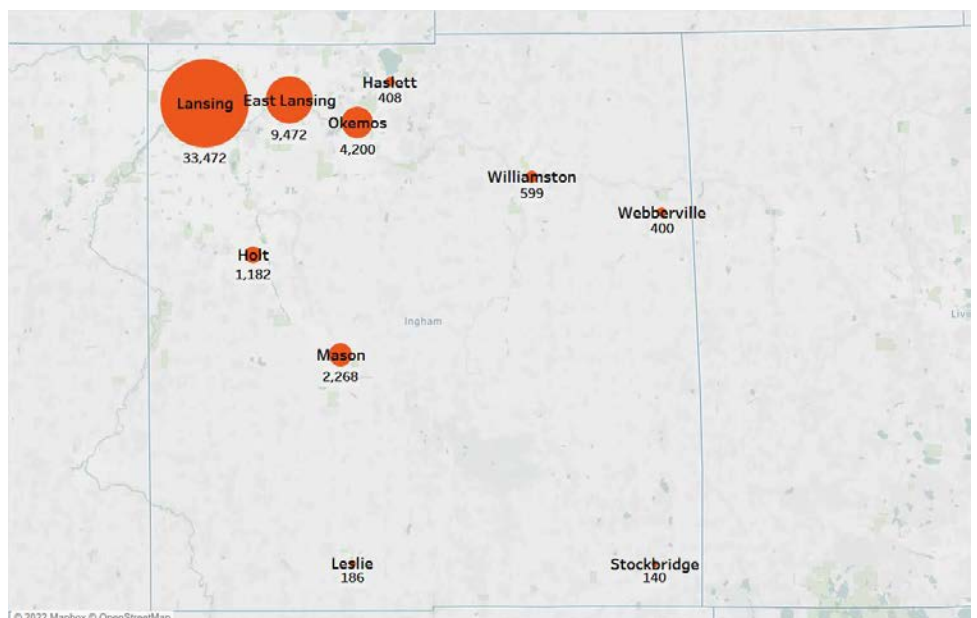 Haslett
408
Lansing
33,472
East Lansing
9,472
Okemos
4,200
Williamston
599
Webberville
400
Holt
1,182
Ingham
Livi
Mason
2,268
Leslie
186
Stockbridge
140
© 2022 Mapbox © OpenStreetMap